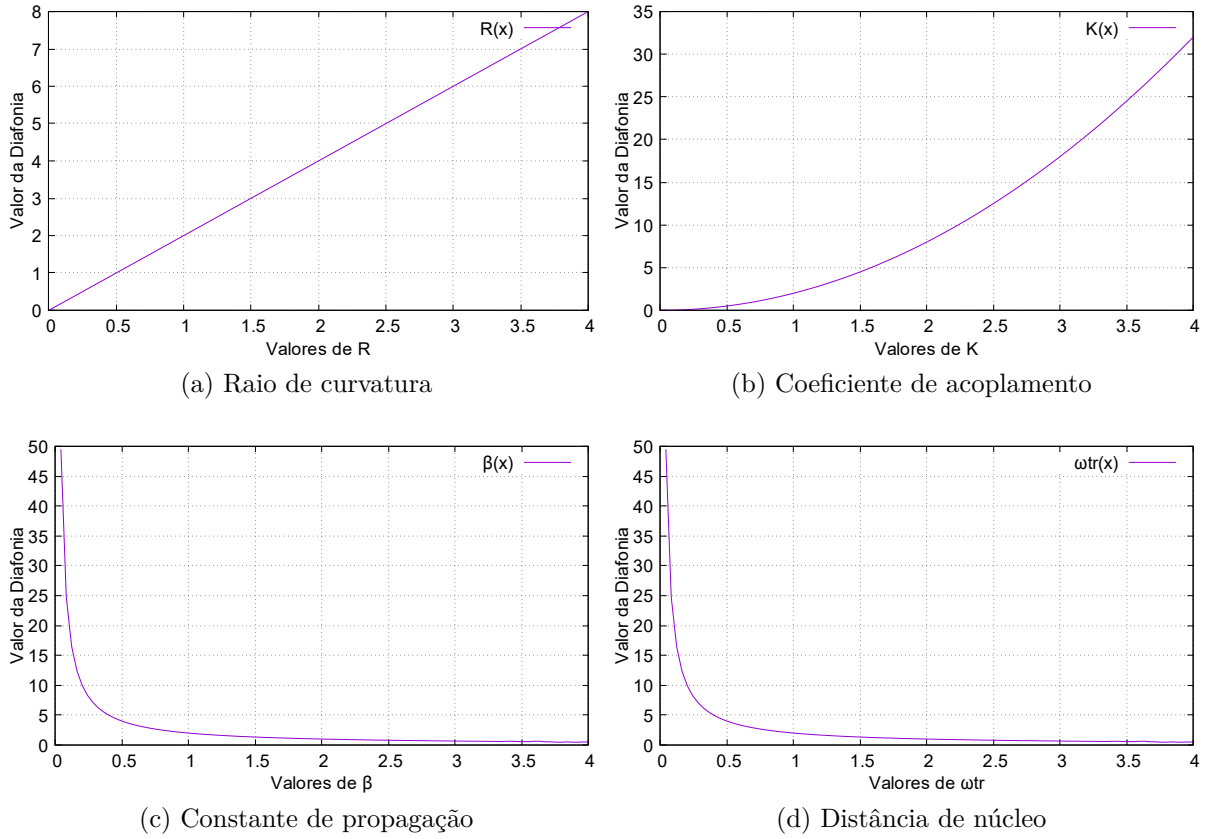 8
7
6
5
4
3
2
1
0
Valor da Diafonia
R(x)
0 0.5 1 1.5 2 2.5 3 3.5 4
Valores de R
(a) Raio de curvatura
35
30
25
20
15
10
5
0
Valor da Diafonia
K(x)
0 0.5 1 1.5 2 2.5 3 3.5 4
Valores de K
(b) Coeficiente de acoplamento
50
45
40
35
30
25
20
15
10
5
0
Valor da Diafonia
β(x)
0 0.5 1 1.5 2 2.5 3 3.5 4
Valores de β
(c) Constante de propagação
50
45
40
35
30
25
20
15
10
5
0
Valor da Diafonia
ωtr(x)
0 0.5 1 1.5 2 2.5 3 3.5 4
Valores de ωtr
(d) Distância de núcleo